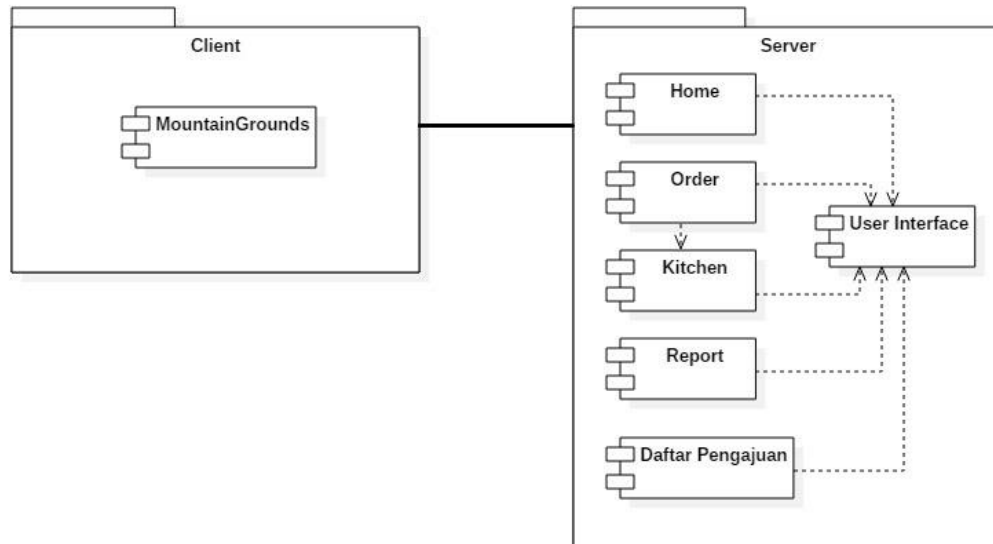 Client
MountainGrounds
Server
Home
Order
User Interface
Kitchen
Report
Daftar Pengajuan